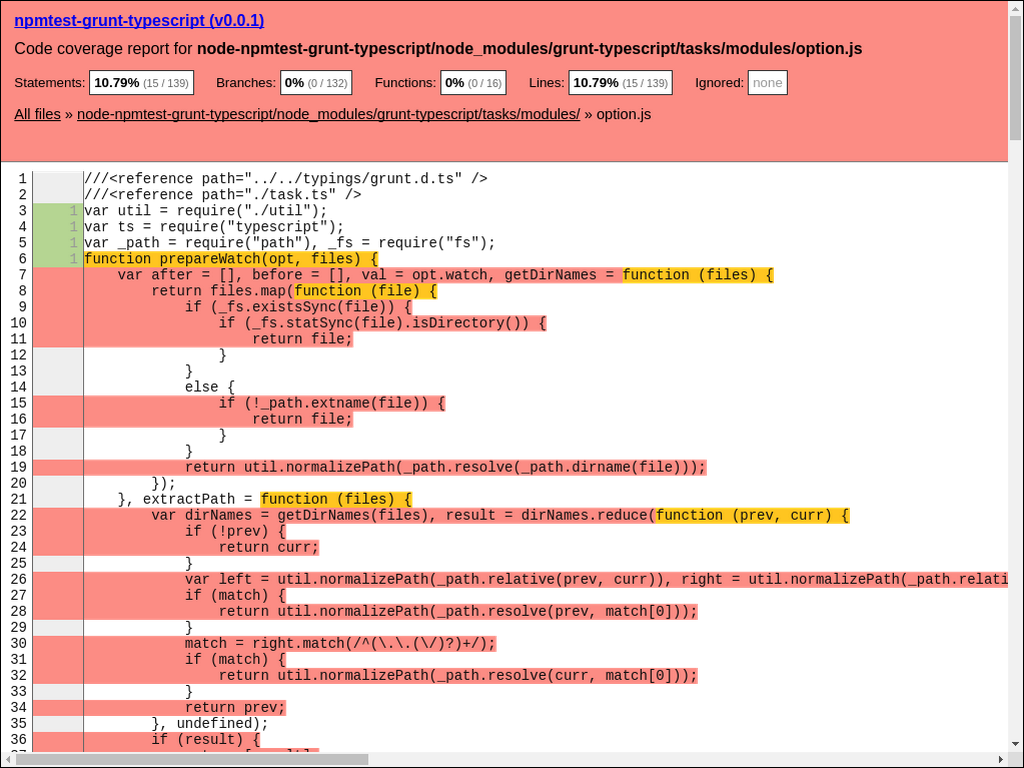 npmtest-grunt-typescript (v0.0.1)
Code coverage report for node-npmtest-grunt-typescript/node_modules/grunt-typescript/tasks/modules/option.js
Statements: 10.79% (15 / 139) Branches: 0% (0 / 132) Functions: 0% (0 / 16) Lines: 10.79% (15 / 139) Ignored: none
All files » node-npmtest-grunt-typescript/node_modules/grunt-typescript/tasks/modules/ » option.js
1 ///<reference path="../../typings/grunt.d.ts" />
2 ///<reference path="./task.ts" />
3 1 var util = require("./util");
4 1 var ts = require("typescript");
5 1 var _path = require("path"), _fs = require("fs");
6 1 function prepareWatch(opt, files) {
7     var after = [], before = [], val = opt.watch, getDirNames = function (files) {
8         return files.map(function (file) {
9             if (_fs.existsSync(file)) {
10                 if (_fs.statSync(file).isDirectory()) {
11                     return file;
12                 }
13             }
14             else {
15                 if (!_path.extname(file)) {
16                     return file;
17                 }
18             }
19             return util.normalizePath(_path.resolve(_path.dirname(file)));
20         });
21     }, extractPath = function (files) {
22         var dirNames = getDirNames(files), result = dirNames.reduce(function (prev, curr) {
23             if (!prev) {
24                 return curr;
25             }
26             var left = util.normalizePath(_path.relative(prev, curr)), right = util.normalizePath(_path.relati
27             if (match) {
28                 return util.normalizePath(_path.resolve(prev, match[0]));
29             }
30             match = right.match(/^(\.\.(\/)?)+/);
31             if (match) {
32                 return util.normalizePath(_path.resolve(curr, match[0]));
33             }
34             return prev;
35         }, undefined);
36         if (result) {